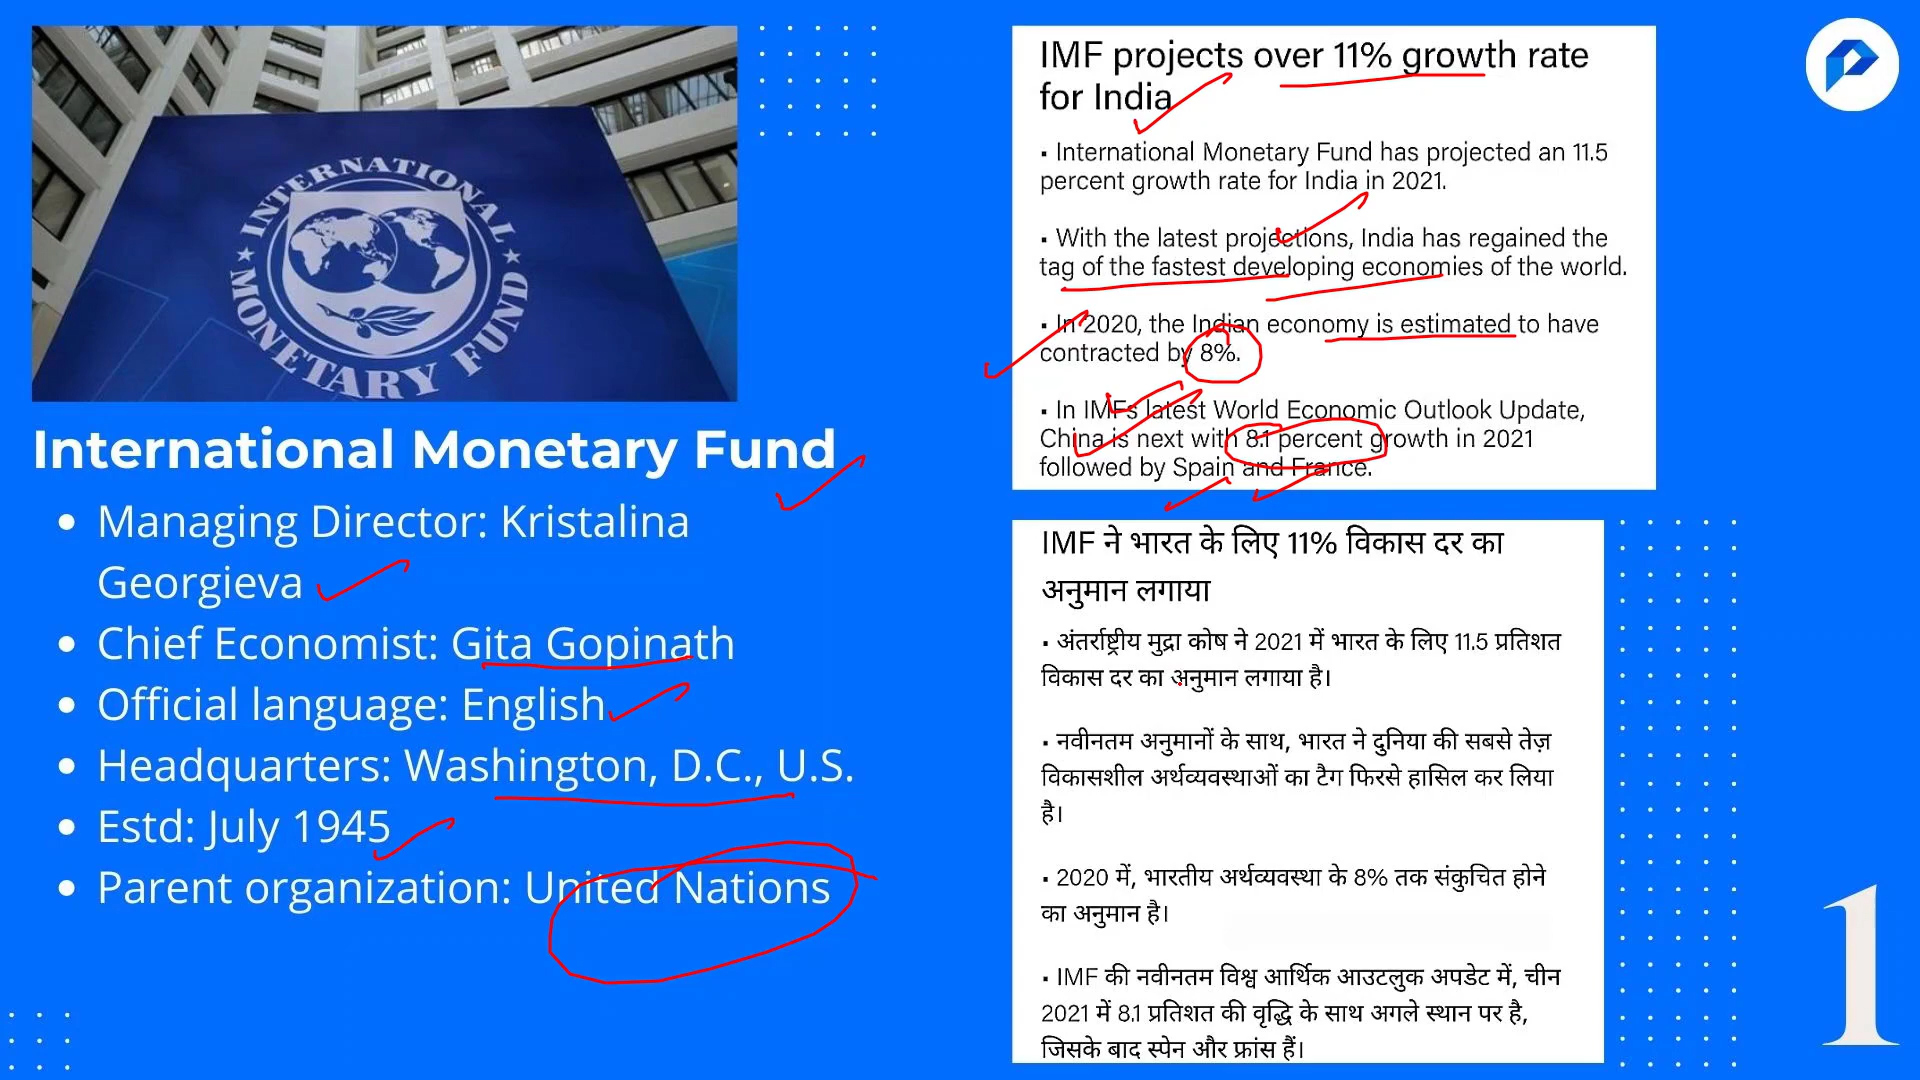 INTERNATIONAL
MONETARY FUND
International Monetary Fund
• Managing Director: Kristalina
Georgieva
• Chief Economist: Gita Gopinath
• Official language: English
• Headquarters: Washington, D.C., U.S.
• Estd: July 1945
• Parent organization: United Nations
IMF projects over 11% growth rate
for India
▪ International Monetary Fund has projected an 11.5
percent growth rate for India in 2021.
▪ With the latest projections, India has regained the
tag of the fastest developing economies of the world.
▪ In 2020, the Indian economy is estimated to have
contracted by 8%.
▪ In IMFs latest World Economic Outlook Update,
China is next with 8.1 percent growth in 2021
followed by Spain and France.
IMF ने भारत के लिए 11% विकास दर का
अनुमान लगाया
▪ अंतर्राष्ट्रीय मुद्रा कोष ने 2021 में भारत के लिए 11.5 प्रतिशत
विकास दर का अनुमान लगाया है।
▪ नवीनतम अनुमानों के साथ, भारत ने दुनिया की सबसे तेज़
विकासशील अर्थव्यवस्थाओं का टैग फिरसे हासिल कर लिया
है।
▪ 2020 में, भारतीय अर्थव्यवस्था के 8% तक संकुचित होने
का अनुमान है।
▪ IMF की नवीनतम विश्व आर्थिक आउटलुक अपडेट में, चीन
2021 में 8.1 प्रतिशत की वृद्धि के साथ अगले स्थान पर है,
जिसके बाद स्पेन और फ्रांस हैं।
1